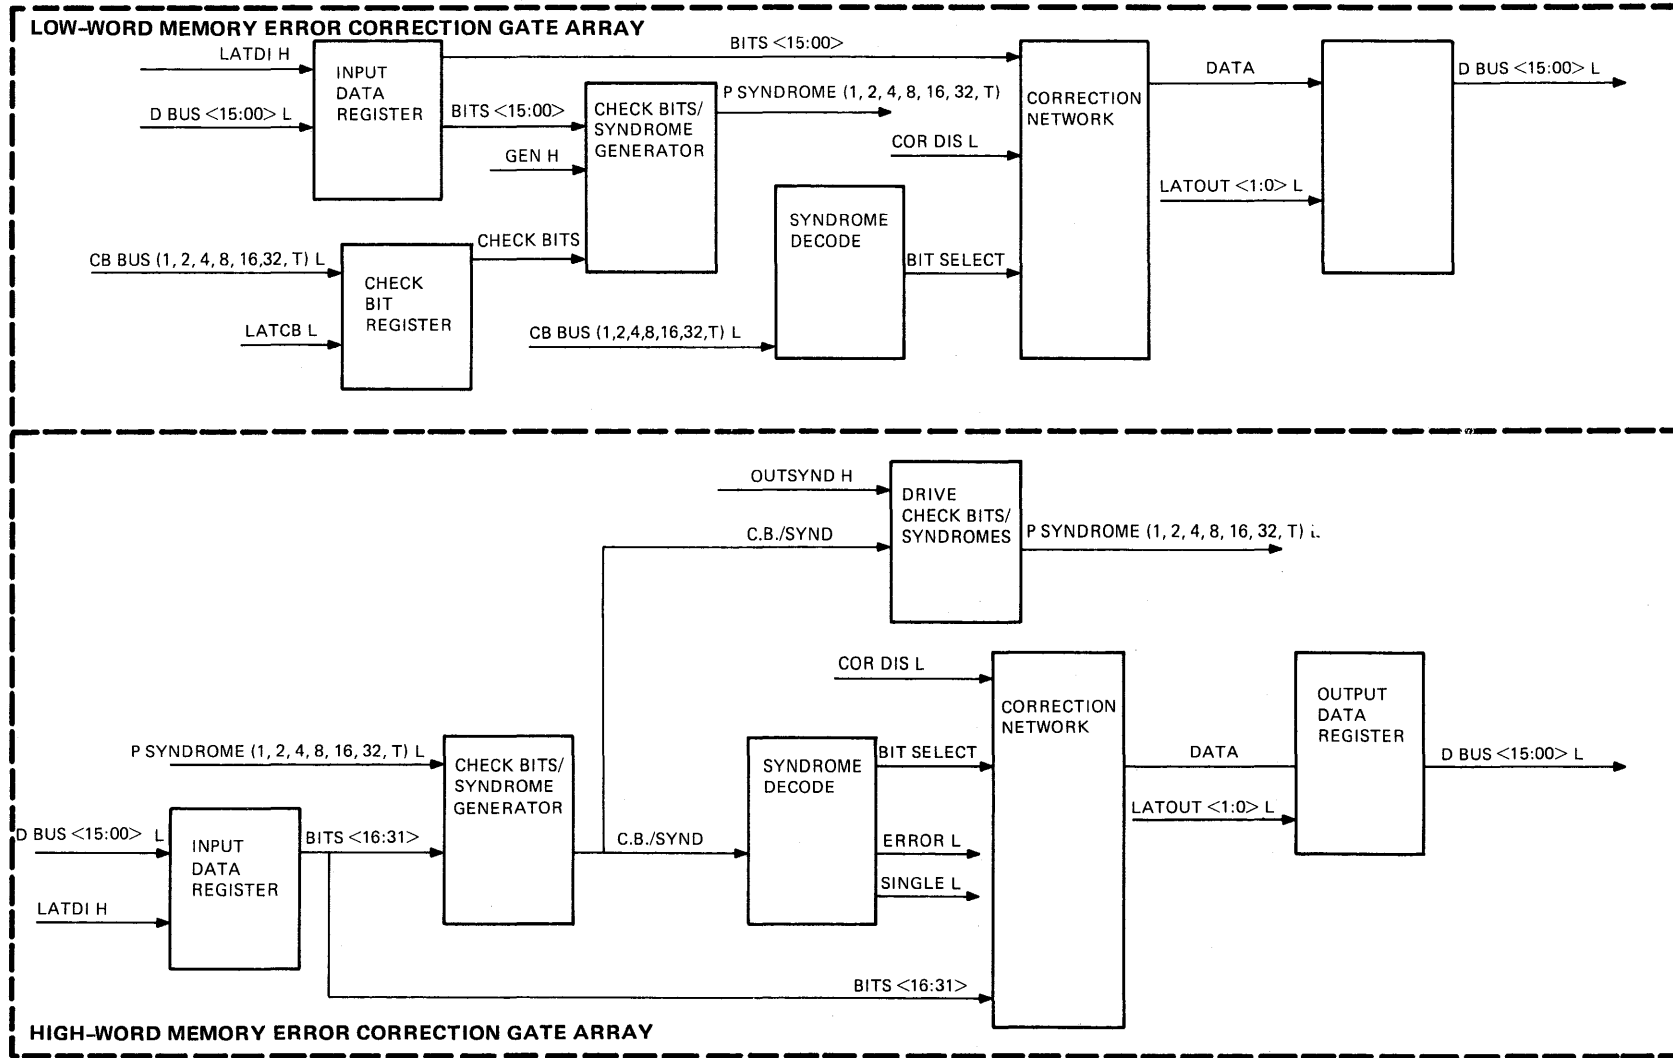 LOW-WORD MEMORY ERROR CORRECTION GATE ARRAY
LATDI H
D BUS <15:00> L
INPUT
DATA
REGISTER
BITS <15:00>
BITS <15:00>
GEN H
CHECK BITS/
SYNDROME
GENERATOR
P SYNDROME (1, 2, 4, 8, 16, 32, T)
COR DIS L
CORRECTION
NETWORK
DATA
LATOUT <1:0> L
D BUS <15:00> L
CB BUS (1, 2, 4, 8, 16,32, T) L
LATCB L
CHECK
BIT
REGISTER
CHECK BITS
CB BUS (1,2,4,8,16,32,T) L
SYNDROME
DECODE
BIT SELECT
OUTSYND H
C.B./SYND
DRIVE
CHECK BITS/
SYNDROMES
P SYNDROME (1, 2, 4, 8, 16, 32, T) L
COR DIS L
P SYNDROME (1, 2, 4, 8, 16, 32, T) L
D BUS <15:00> L
LATDI H
INPUT
DATA
REGISTER
BITS <16:31>
CHECK BITS/
SYNDROME
GENERATOR
C.B./SYND
SYNDROME
DECODE
BIT SELECT
ERROR L
SINGLE L
BITS <16:31>
CORRECTION
NETWORK
DATA
LATOUT <1:0> L
OUTPUT
DATA
REGISTER
D BUS <15:00> L
HIGH-WORD MEMORY ERROR CORRECTION GATE ARRAY